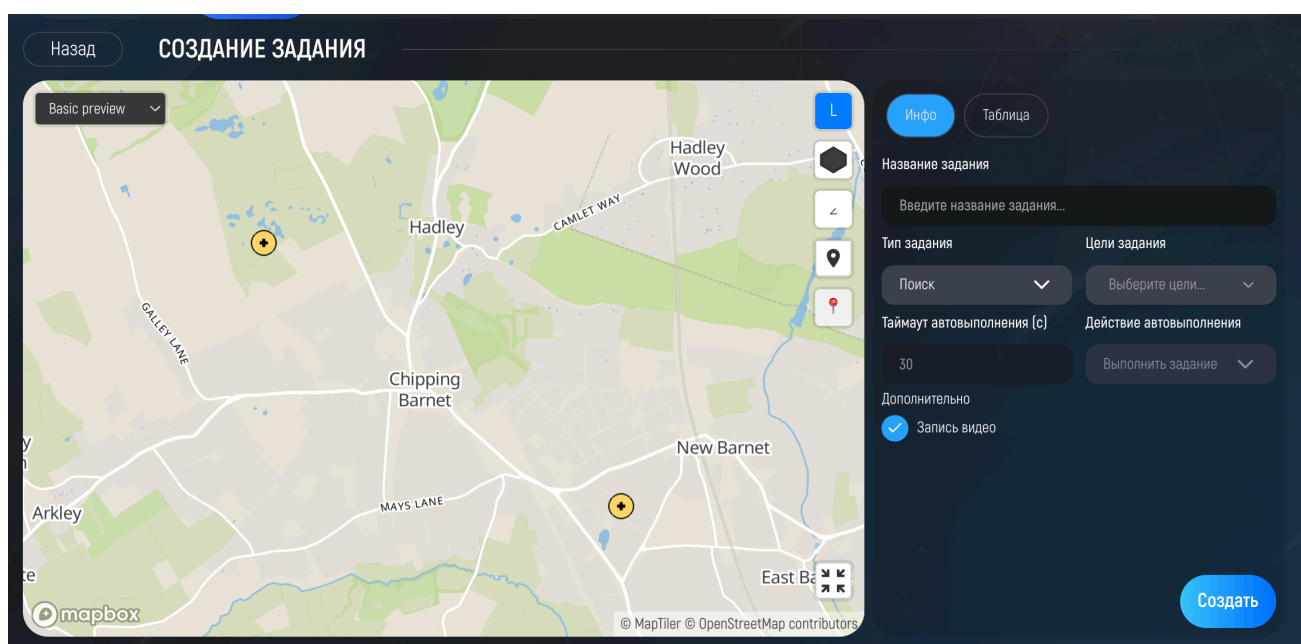 Назад
СОЗДАНИЕ ЗАДАНИЯ
Basic preview
L
Hadley
Wood
CAMLET WAY
Hadley
GALLEY LANE
Chipping
Barnet
New Barnet
MAYS LANE
Arkley
East Ba
mapbox
© MapTiler © OpenStreetMap contributors
Инфо
Таблица
Название задания
Введите название задания...
Тип задания
Цели задания
Поиск
Выберите цели...
Таймаут автовыполнения (с)
Действие автовыполнения
30
Выполнить задание
Дополнительно
Запись видео
Создать